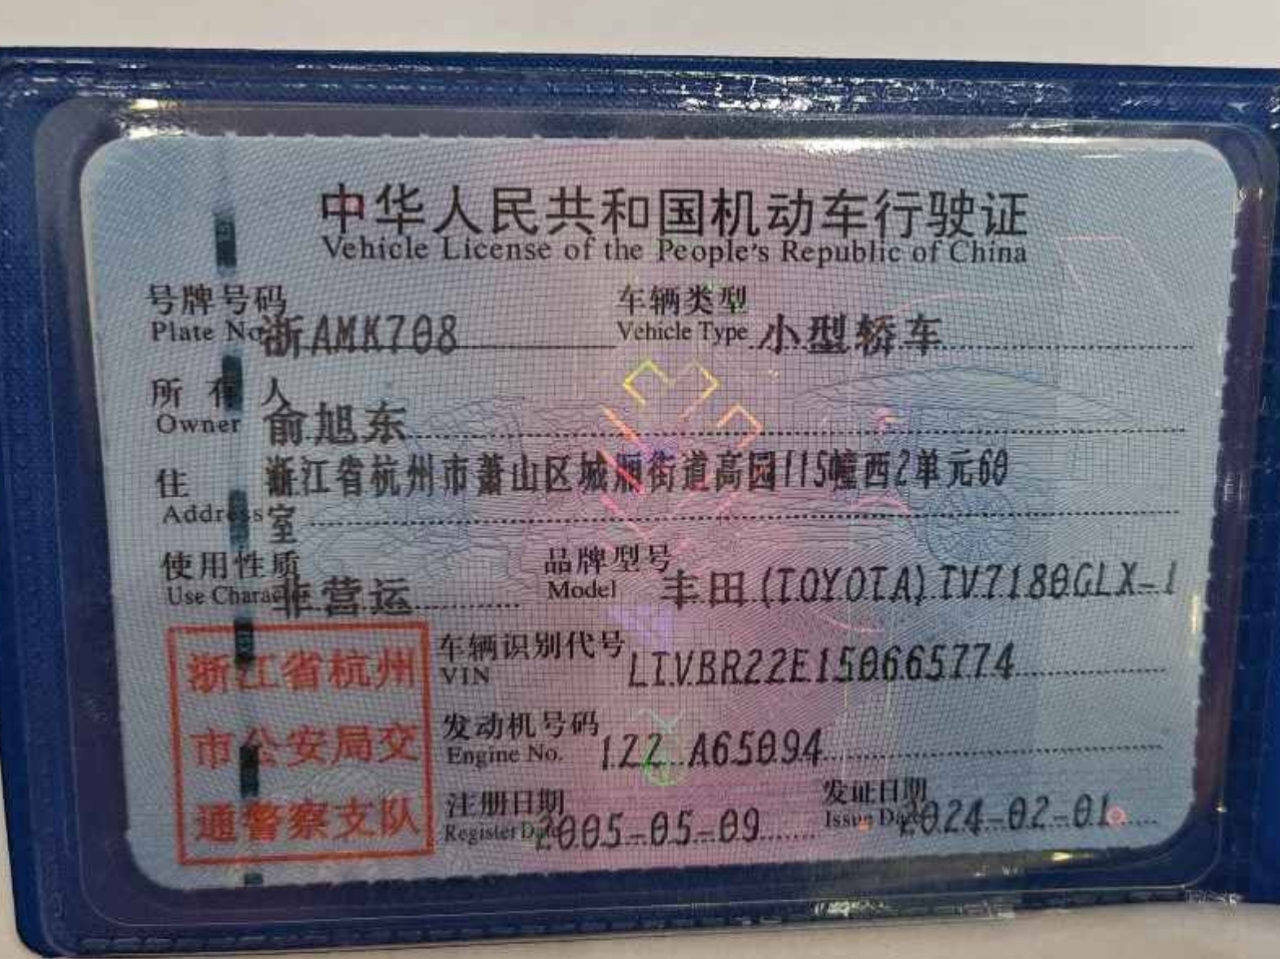 中华人民共和国机动车行驶证
Vehicle License of the People's Republic of China
号牌号码 车辆类型
Plate No. 浙AMK708 Vehicle Type 小型轿车
所有人
Owner 俞旭东
住 浙江省杭州市萧山区城厢街道高园115幢西2单元60
Address 室
使用性质 品牌型号
Use Character 非营运 Model 丰田(TOYOTA)TV7180GLX-1
浙江省杭州
市公安局交
通警察支队
车辆识别代号
VIN LTVBR22E150665774
发动机号码
Engine No. 1ZZ A65094
注册日期 发证日期
Register Date 2005-05-09 Issue Date 2024-02-01